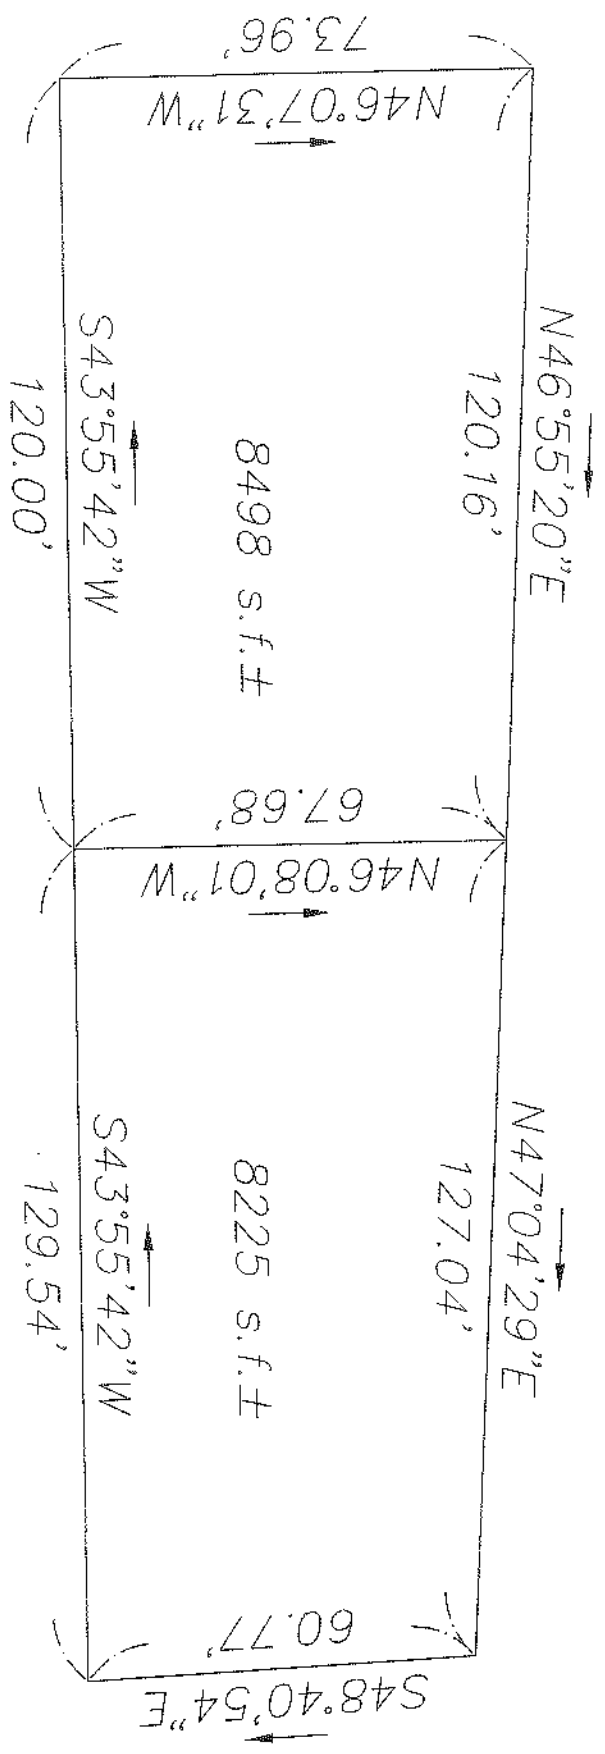 73.96'
N46°07'31"W
N46°55'20"E
120.16'
8498 s.f.±
S43°55'42"W
120.00'
67.68'
N46°08'01"W
N47°04'29"E
127.04'
8225 s.f.±
S43°55'42"W
129.54'
60.77'
S48°40'54"E